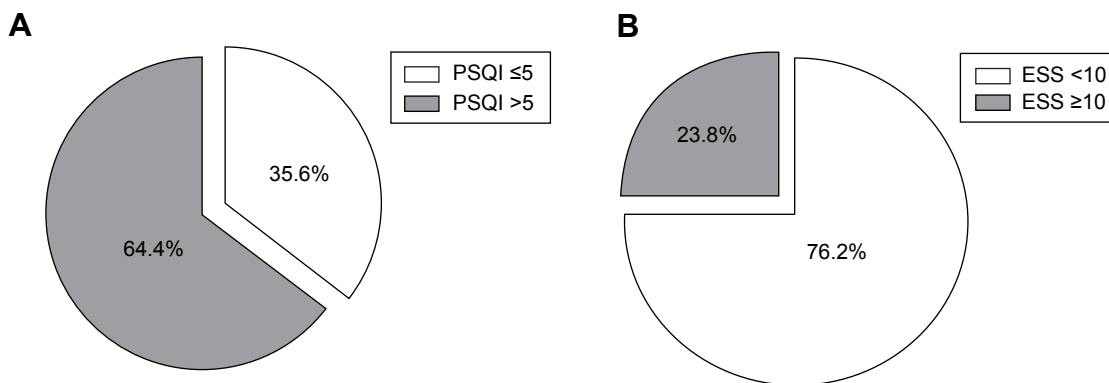 A
PSQI ≤5
PSQI >5
35.6%
64.4%
B
ESS <10
ESS ≥10
23.8%
76.2%